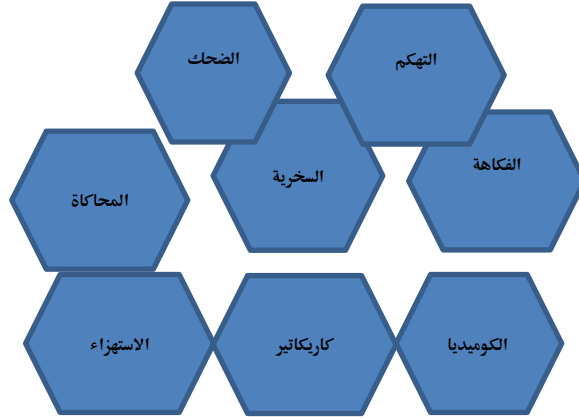 التهكم
الضحك
الفكاهة
السخرية
المحاكاة
الكوميديا
كاريكاتير
الاستهزاء